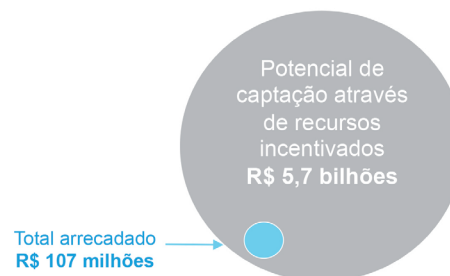 Potencial de
captação através
de recursos
incentivados
R$ 5,7 bilhões
Total arrecadado
R$ 107 milhões